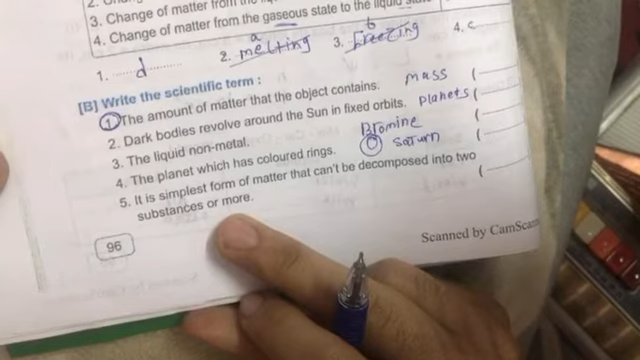 3. Change of matter from the
4. Change of matter from the gaseous state to the liquid state
1. d 2. a melting 3. b freezing 4. c
[B] Write the scientific term :
1. The amount of matter that the object contains. mass (
2. Dark bodies revolve around the Sun in fixed orbits. Planets (
3. The liquid non-metal. Bromine (
4. The planet which has coloured rings. Saturn (
5. It is simplest form of matter that can't be decomposed into two
substances or more. (
96
Scanned by CamScan